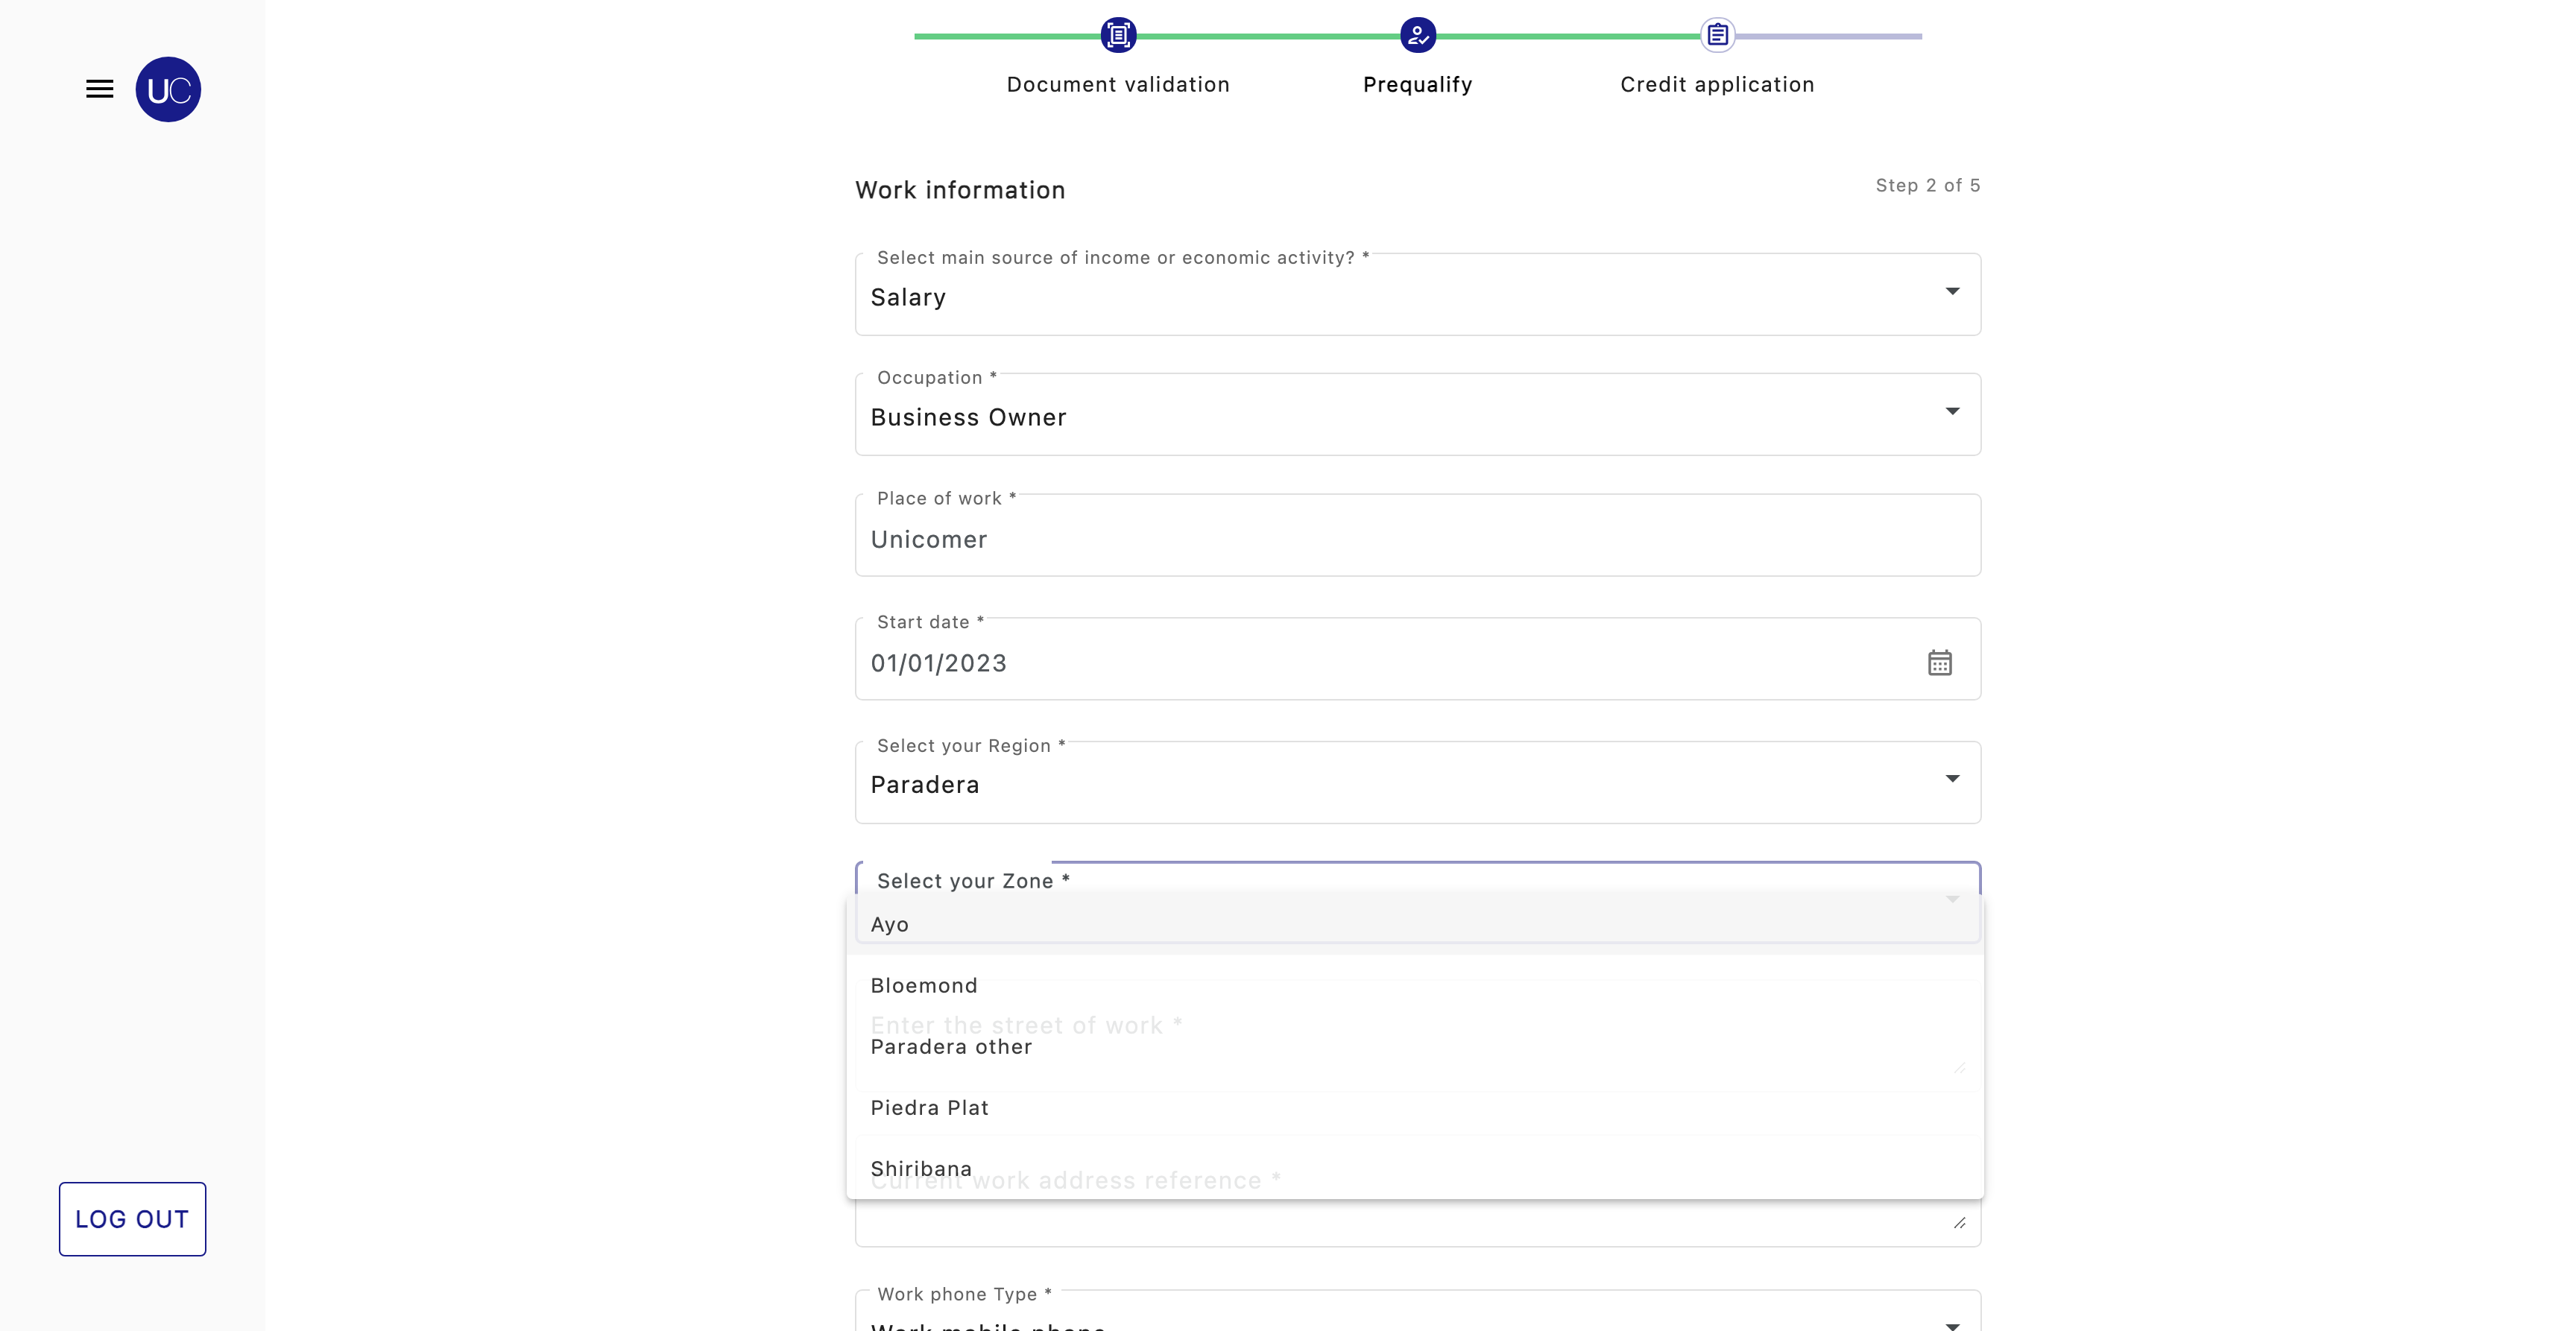 UC
Document validation
Prequalify
Credit application
Work information
Step 2 of 5
Select main source of income or economic activity? *
Salary
Occupation *
Business Owner
Place of work *
Unicomer
Start date *
01/01/2023
Select your Region *
Paradera
Select your Zone *
Ayo
Bloemond
Enter the street of work *
Paradera other
Piedra Plat
Shiribana
Current work address reference *
LOG OUT
Work phone Type *
Work mobile phone